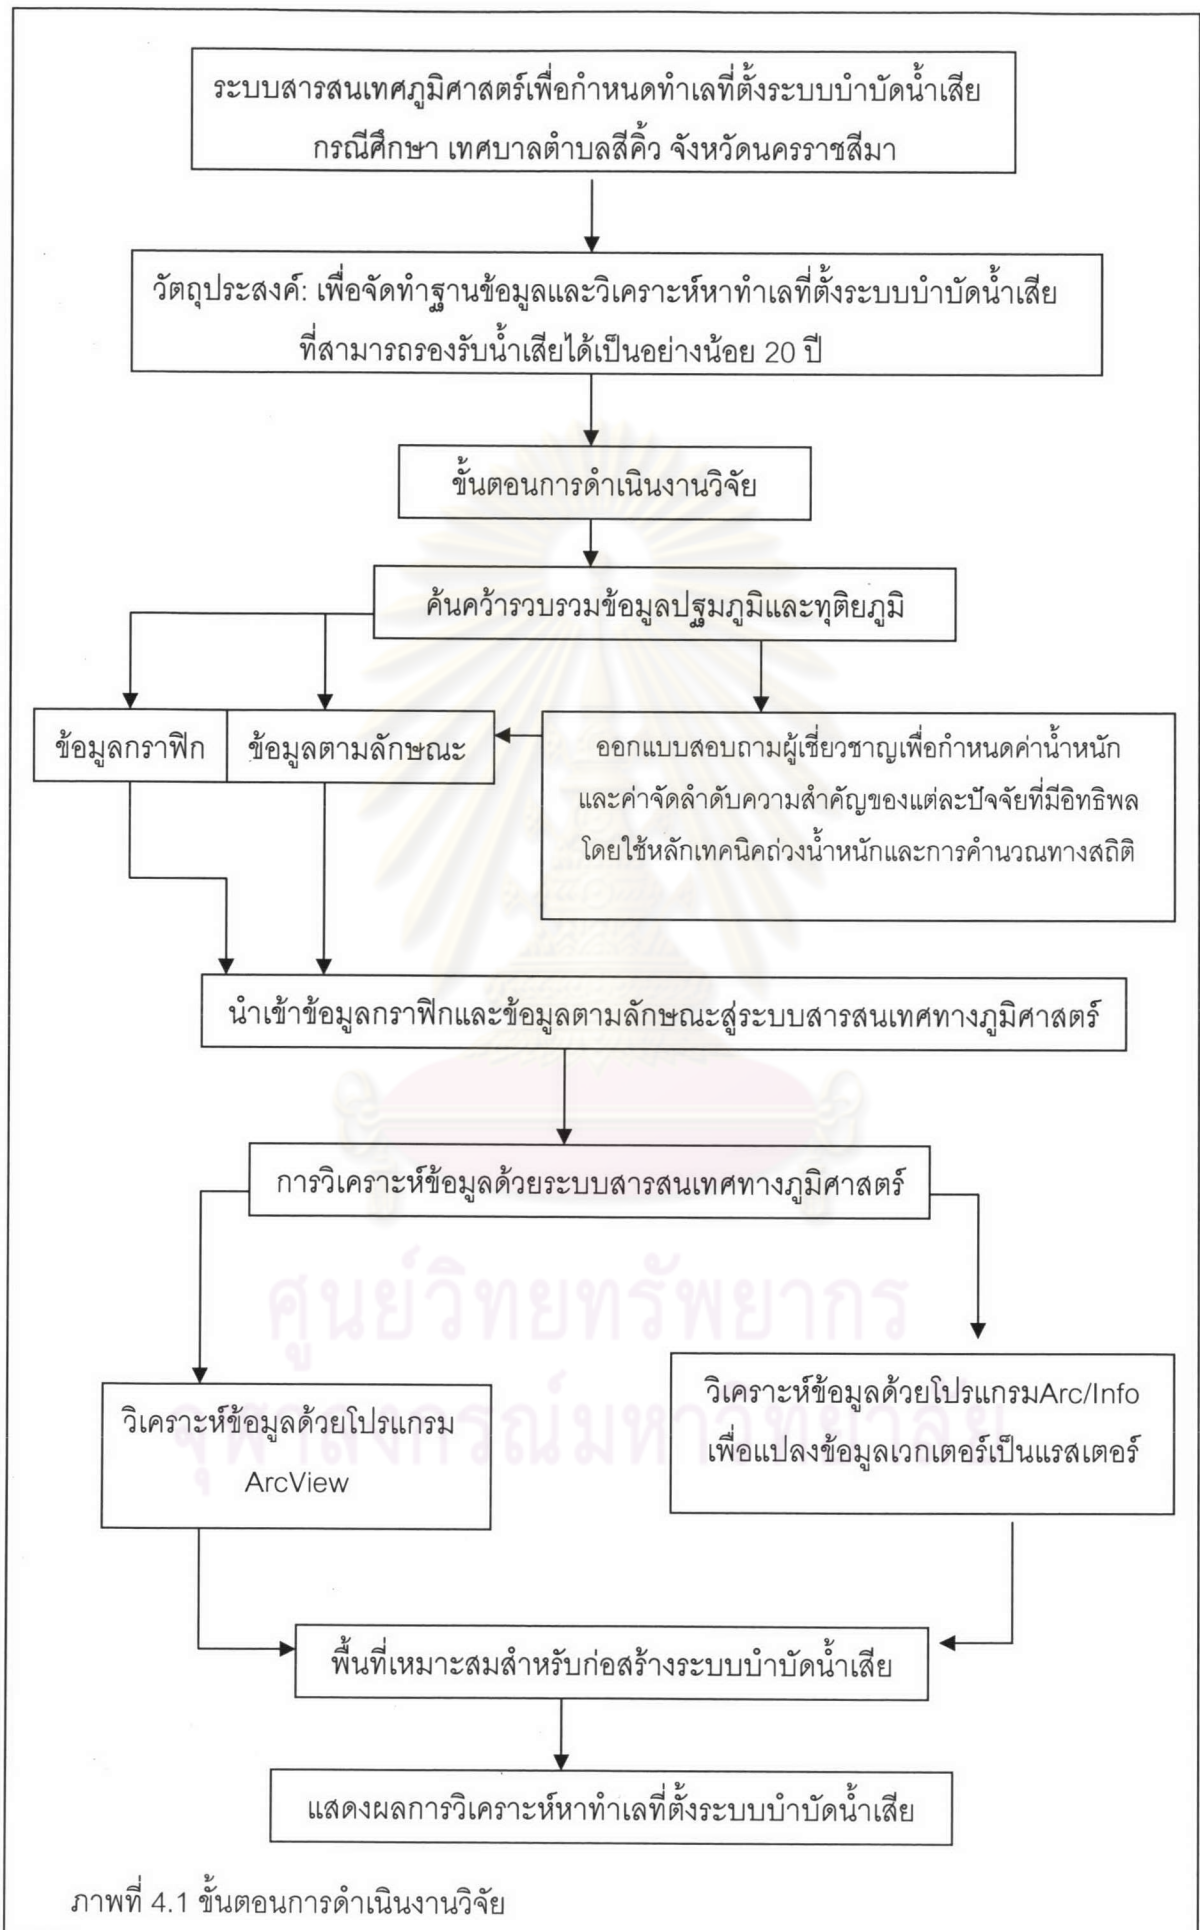 ระบบสารสนเทศภูมิศาสตร์เพื่อกำหนดทำเลที่ตั้งระบบบำบัดน้ำเสีย
กรณีศึกษา เทศบาลตำบลสีคิ้ว จังหวัดนครราชสีมา
วัตถุประสงค์: เพื่อจัดทำฐานข้อมูลและวิเคราะห์หาทำเลที่ตั้งระบบบำบัดน้ำเสีย
ที่สามารถรองรับน้ำเสียได้เป็นอย่างน้อย 20 ปี
ขั้นตอนการดำเนินงานวิจัย
ค้นคว้ารวบรวมข้อมูลปฐมภูมิและทุติยภูมิ
ข้อมูลกราฟิก
ข้อมูลตามลักษณะ
ออกแบบสอบถามผู้เชี่ยวชาญเพื่อกำหนดค่าน้ำหนัก
และค่าจัดลำดับความสำคัญของแต่ละปัจจัยที่มีอิทธิพล
โดยใช้หลักเทคนิคถ่วงน้ำหนักและการคำนวณทางสถิติ
นำเข้าข้อมูลกราฟิกและข้อมูลตามลักษณะสู่ระบบสารสนเทศทางภูมิศาสตร์
การวิเคราะห์ข้อมูลด้วยระบบสารสนเทศทางภูมิศาสตร์
ศูนย์วิทยทรัพยากร
จุฬาลงกรณ์มหาวิทยาลัย
วิเคราะห์ข้อมูลด้วยโปรแกรม
ArcView
วิเคราะห์ข้อมูลด้วยโปรแกรมArc/Info
เพื่อแปลงข้อมูลเวกเตอร์เป็นแรสเตอร์
พื้นที่เหมาะสมสำหรับก่อสร้างระบบบำบัดน้ำเสีย
แสดงผลการวิเคราะห์หาทำเลที่ตั้งระบบบำบัดน้ำเสีย
ภาพที่ 4.1 ขั้นตอนการดำเนินงานวิจัย